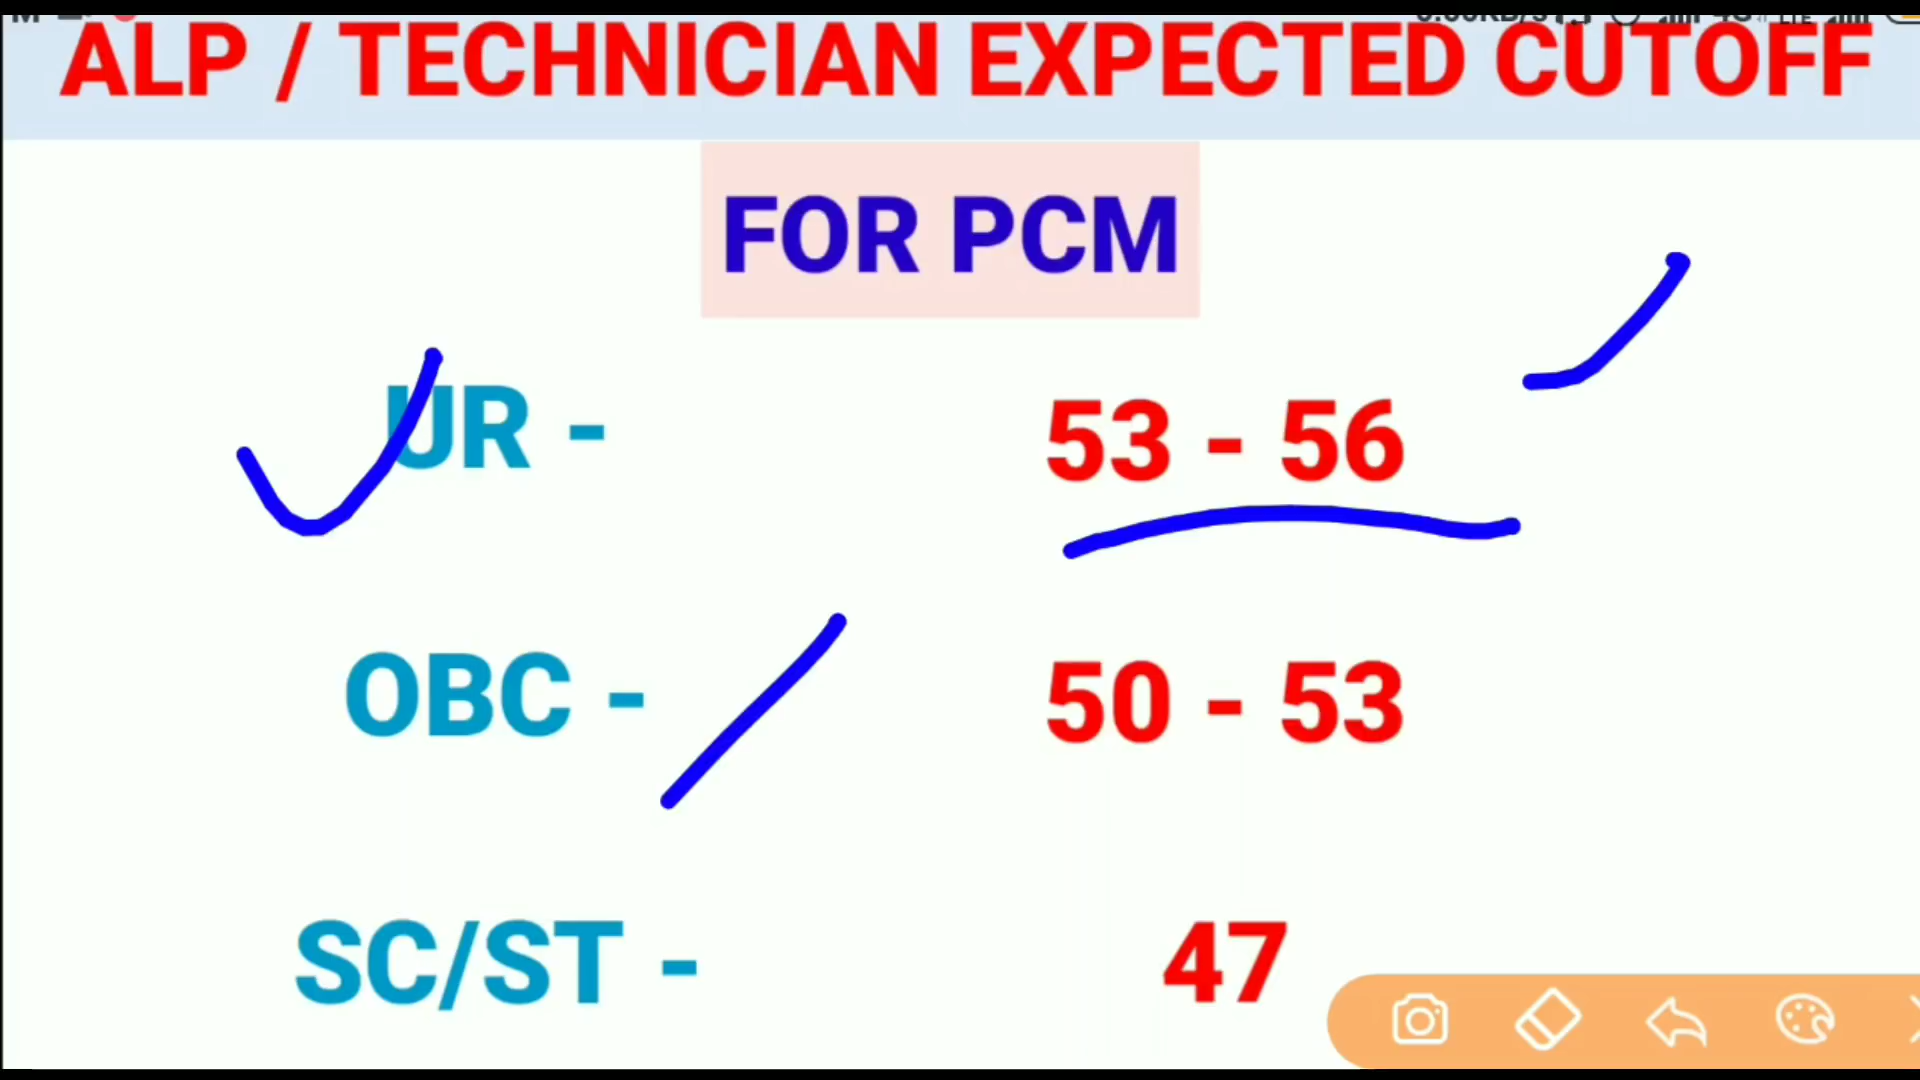 ALP / TECHNICIAN EXPECTED CUTOFF
FOR PCM
UR - 53 - 56
OBC - 50 - 53
SC/ST - 47